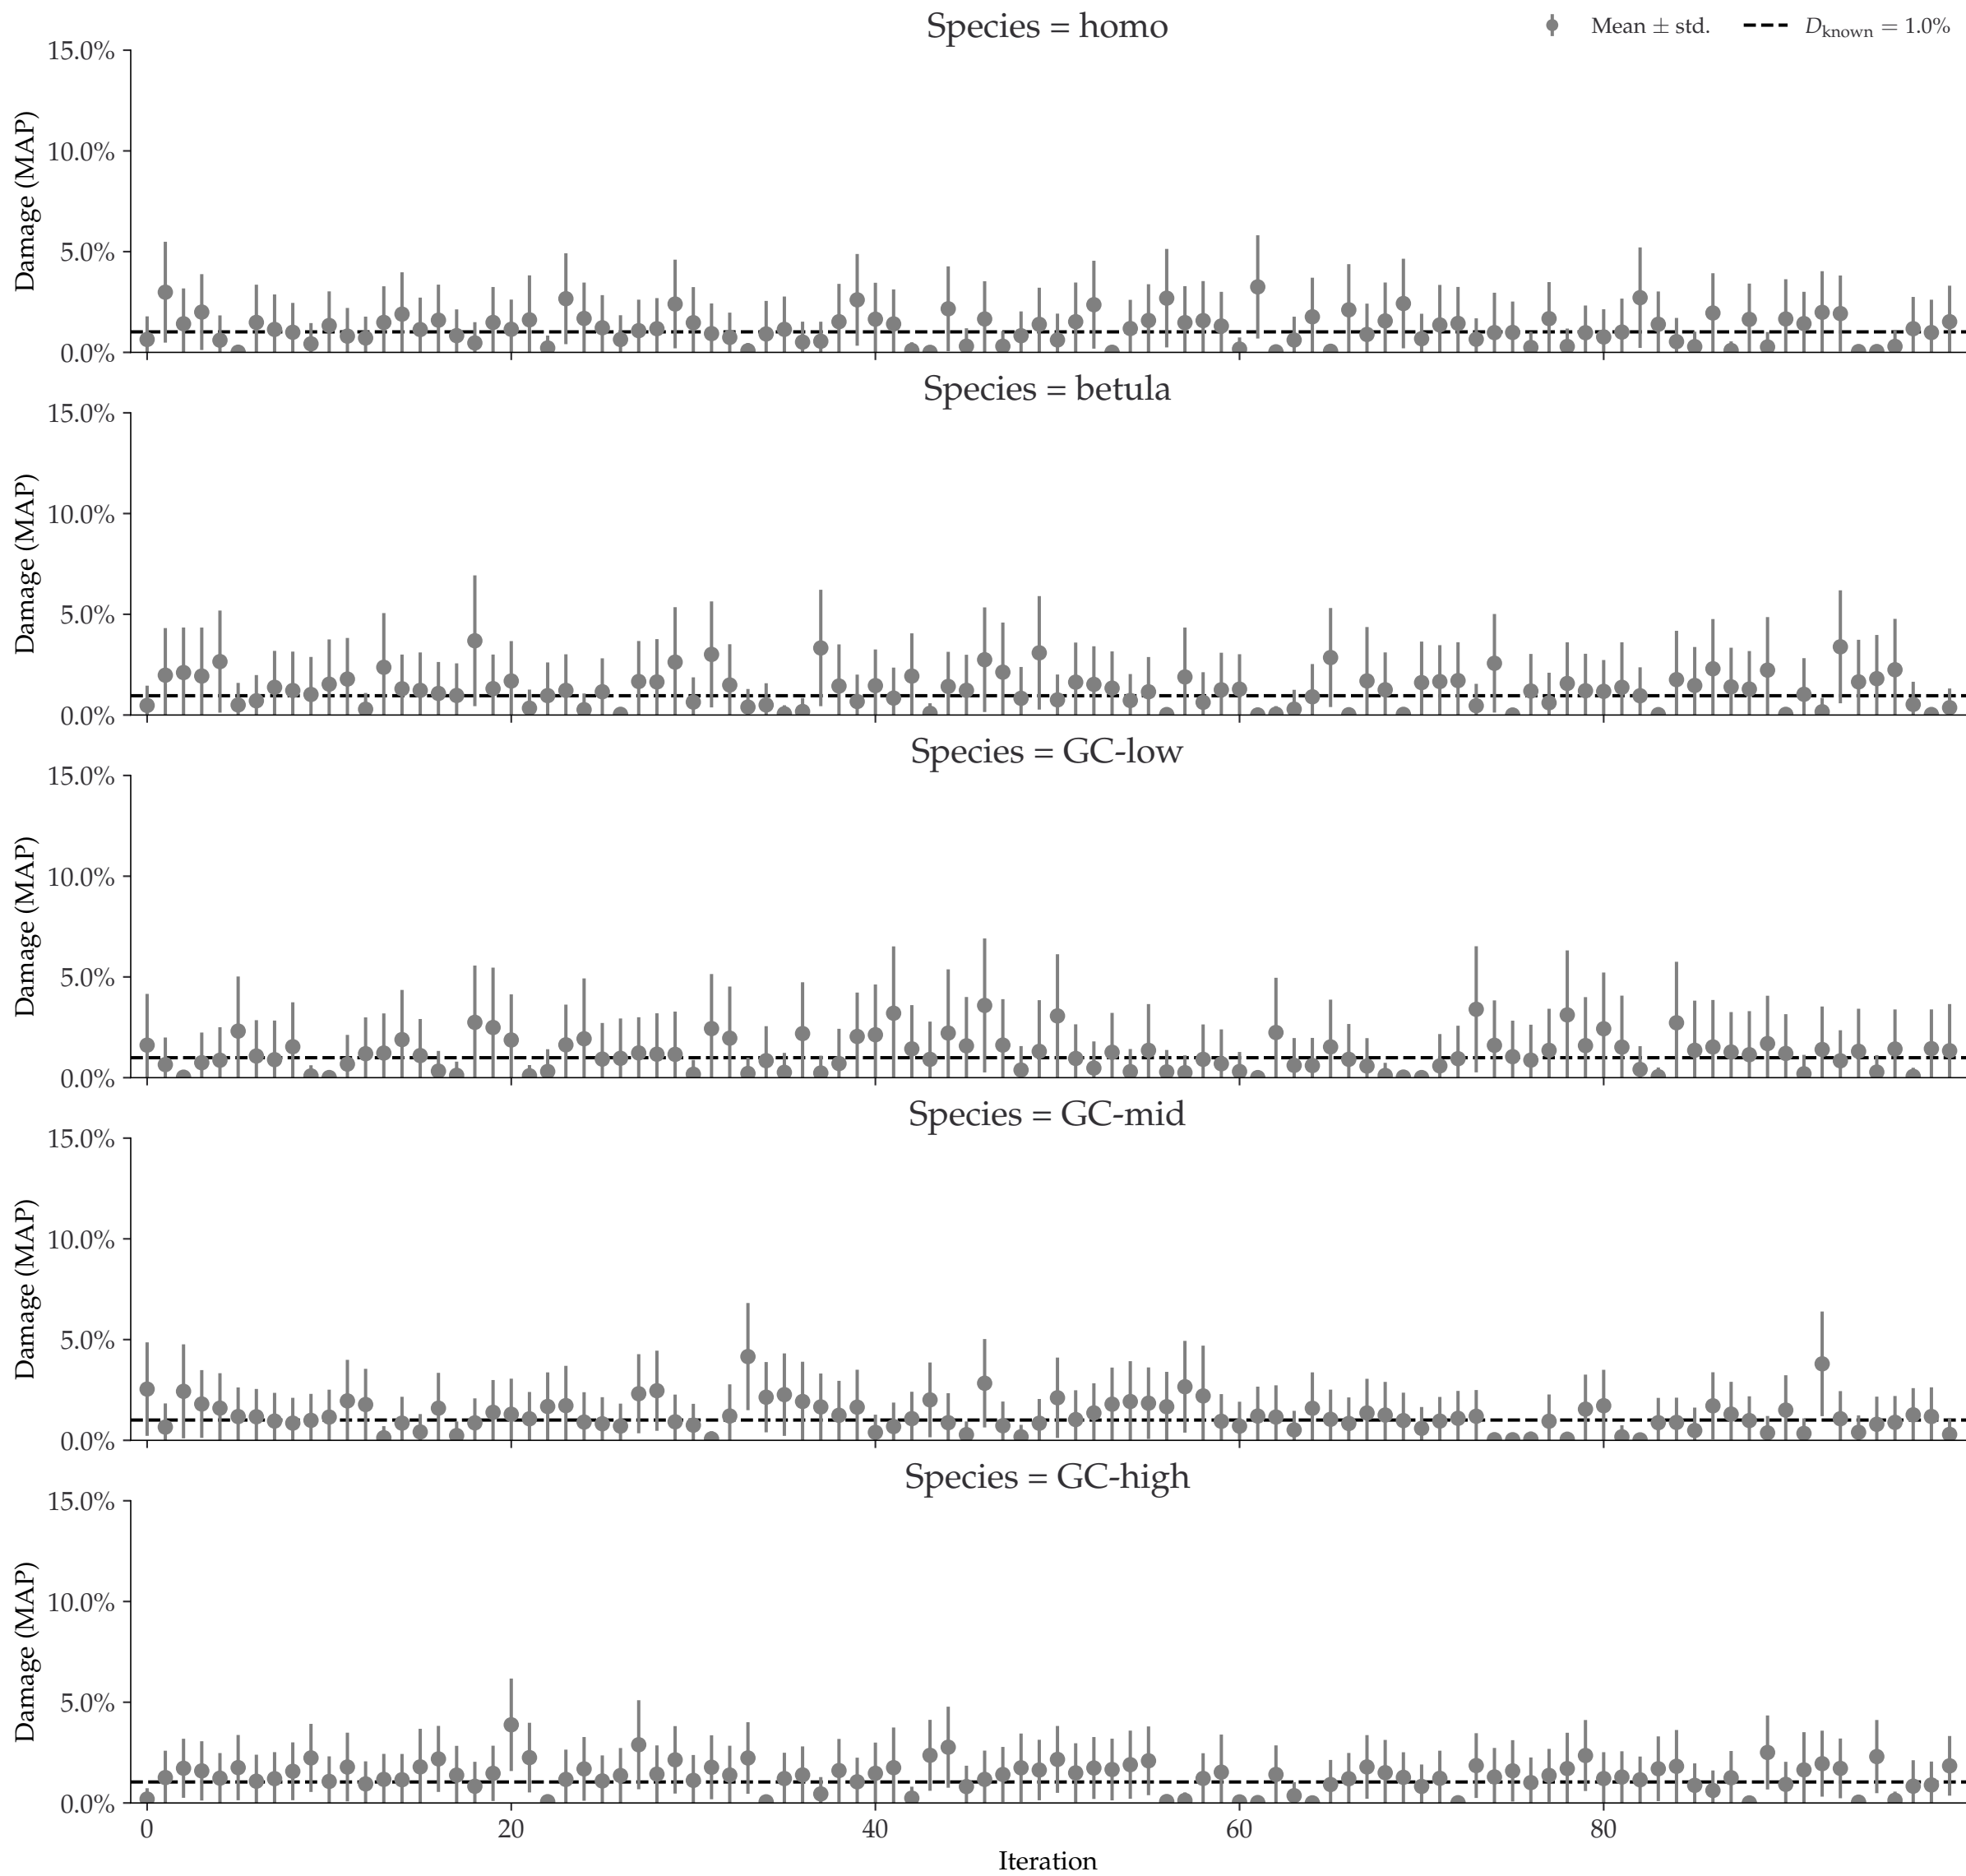 Species = homo
Mean ± std.
D_known = 1.0%
15.0%
10.0%
5.0%
0.0%
Damage (MAP)
Species = betula
15.0%
10.0%
5.0%
0.0%
Damage (MAP)
Species = GC-low
15.0%
10.0%
5.0%
0.0%
Damage (MAP)
Species = GC-mid
15.0%
10.0%
5.0%
0.0%
Damage (MAP)
Species = GC-high
15.0%
10.0%
5.0%
0.0%
Damage (MAP)
0 20 40 60 80
Iteration